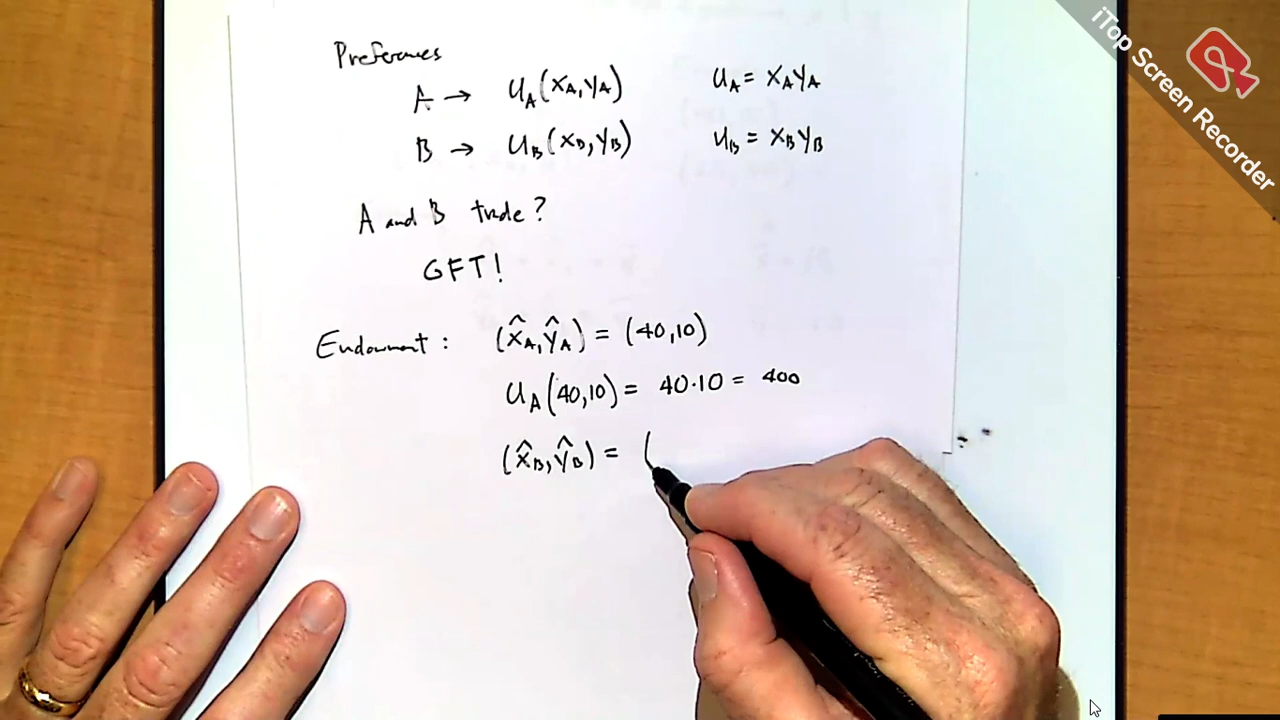 Preferences
A → U_A(x_A,y_A) U_A = x_A y_A
B → U_B(x_B,y_B) U_B = x_B y_B
A and B trade?
GFT!
Endowment : (x̂_A,ŷ_A) = (40,10)
U_A(40,10) = 40·10 = 400
(x̂_B,ŷ_B) = (
iTop Screen Recorder